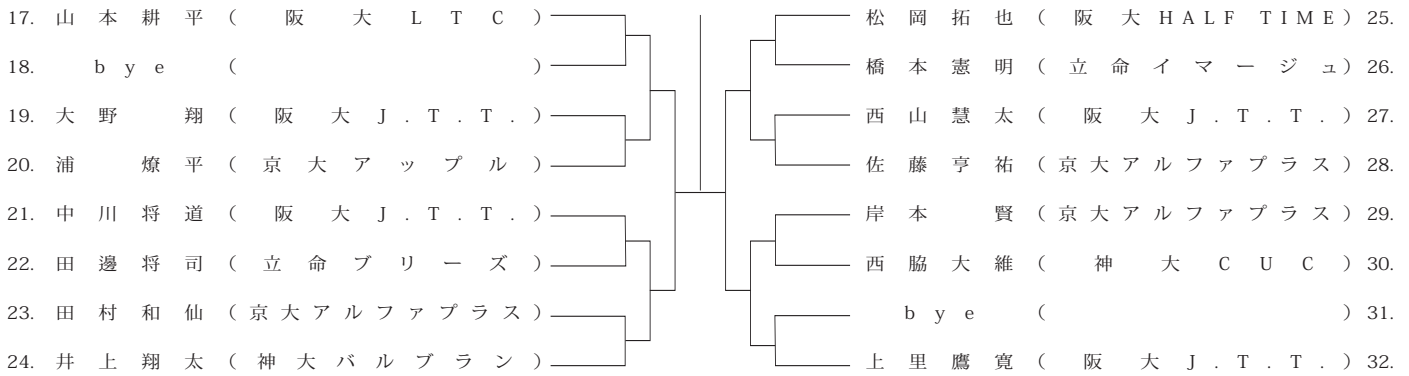 17. 山本耕平（阪大LTC）
18. bye （ ）
19. 大野 翔（阪大J.T.T.）
20. 浦 燎平（京大アップル）
21. 中川将道（阪大J.T.T.）
22. 田邊将司（立命ブリーズ）
23. 田村和仙（京大アルファプラス）
24. 井上翔太（神大バルブラン）
松岡拓也（阪大HALF TIME）25.
橋本憲明（立命イマージュ）26.
西山慧太（阪大J.T.T.）27.
佐藤亨祐（京大アルファプラス）28.
岸本 賢（京大アルファプラス）29.
西脇大維（神大CUC）30.
bye （ ）31.
上里鷹寛（阪大J.T.T.）32.